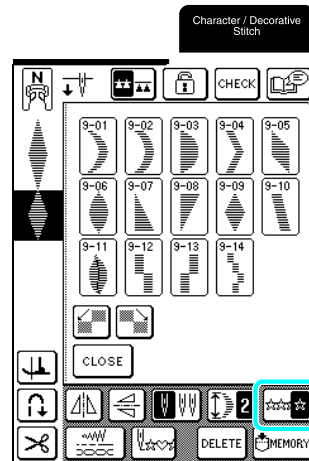 Character / Decorative
Stitch
N
CHECK
9-01 9-02 9-03 9-04 9-05
9-06 9-07 9-08 9-09 9-10
9-11 9-12 9-13 9-14
CLOSE
2
DELETE MEMORY